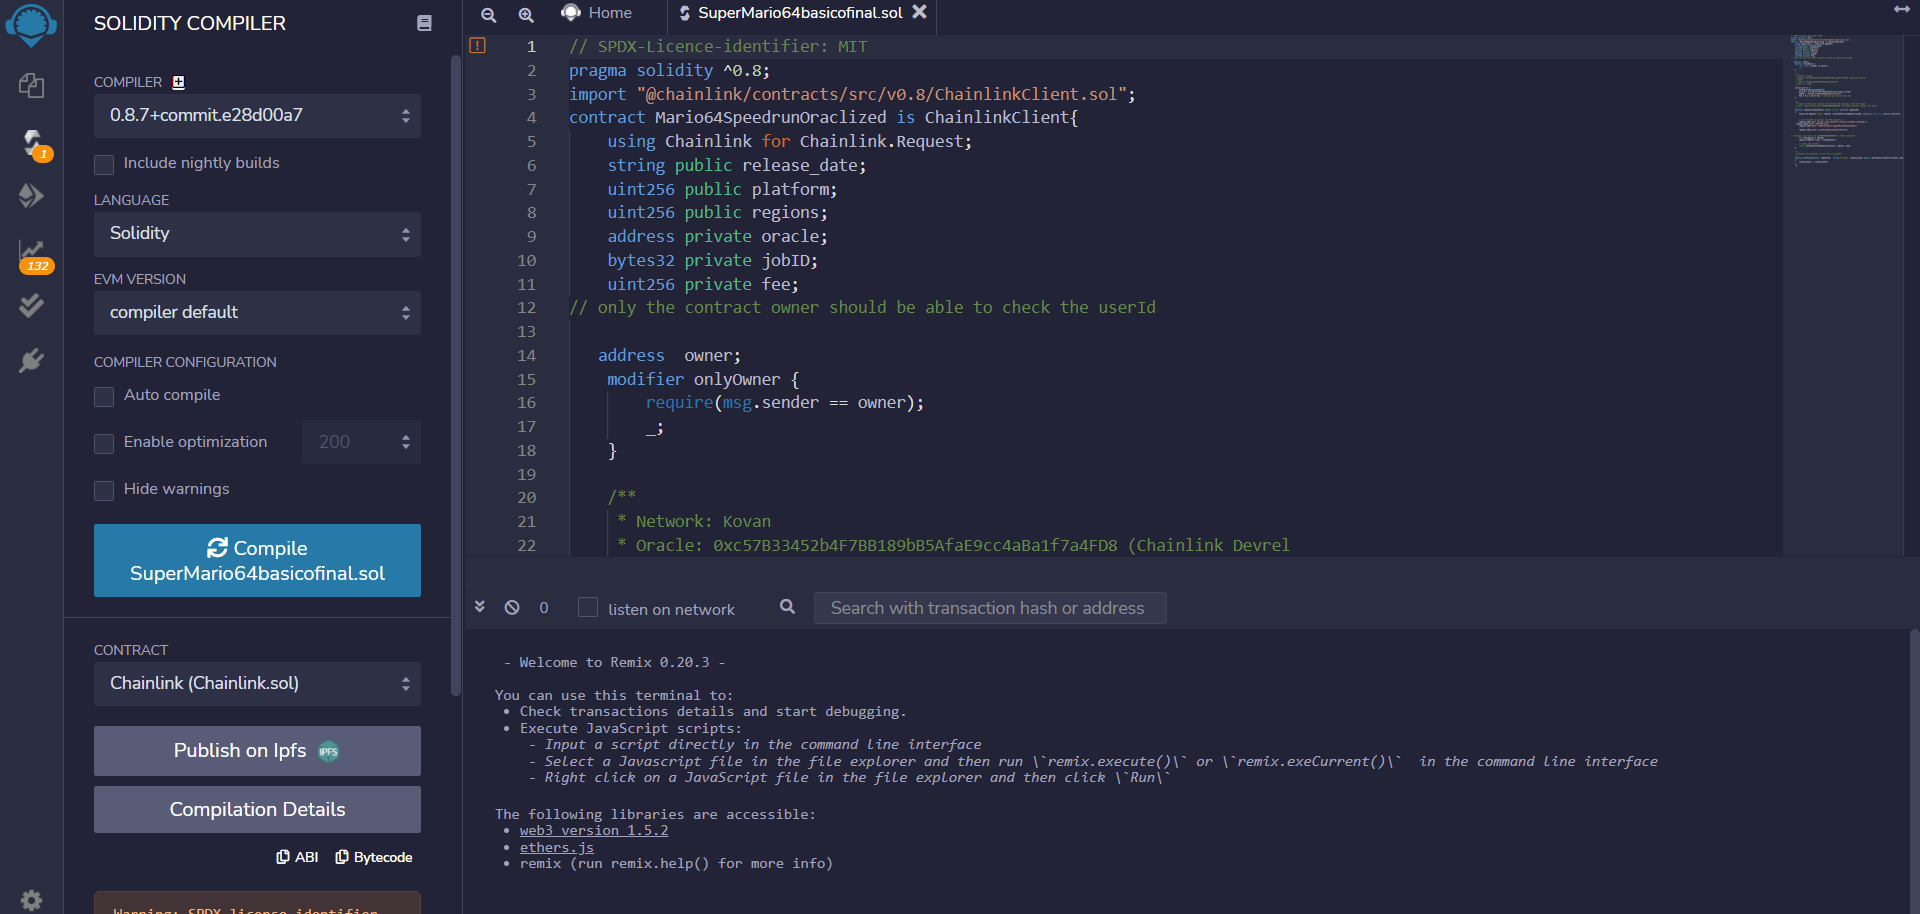 SOLIDITY COMPILER
COMPILER
0.8.7+commit.e28d00a7
Include nightly builds
LANGUAGE
Solidity
EVM VERSION
compiler default
COMPILER CONFIGURATION
Auto compile
Enable optimization 200
Hide warnings
Compile
SuperMario64basicofinal.sol
CONTRACT
Chainlink (Chainlink.sol)
Publish on Ipfs IPFS
Compilation Details
ABI Bytecode
Warning: SPDX license identifier
1
132
Home SuperMario64basicofinal.sol
1 // SPDX-Licence-identifier: MIT
2 pragma solidity ^0.8;
3 import "@chainlink/contracts/src/v0.8/ChainlinkClient.sol";
4 contract Mario64SpeedrunOraclized is ChainlinkClient{
5 using Chainlink for Chainlink.Request;
6 string public release_date;
7 uint256 public platform;
8 uint256 public regions;
9 address private oracle;
10 bytes32 private jobID;
11 uint256 private fee;
12 // only the contract owner should be able to check the userId
13
14 address  owner;
15 modifier onlyOwner {
16 require(msg.sender == owner);
17 _;
18 }
19
20 /**
21 * Network: Kovan
22 * Oracle: 0xc57B33452b4F7BB189bB5AfaE9cc4aBa1f7a4FD8 (Chainlink Devrel
0 listen on network Search with transaction hash or address
- Welcome to Remix 0.20.3 -
You can use this terminal to:
• Check transactions details and start debugging.
• Execute JavaScript scripts:
- Input a script directly in the command line interface
- Select a Javascript file in the file explorer and then run \`remix.execute()\` or \`remix.exeCurrent()\`  in the command line interface
- Right click on a JavaScript file in the file explorer and then click \`Run\`
The following libraries are accessible:
• web3 version 1.5.2
• ethers.js
• remix (run remix.help() for more info)